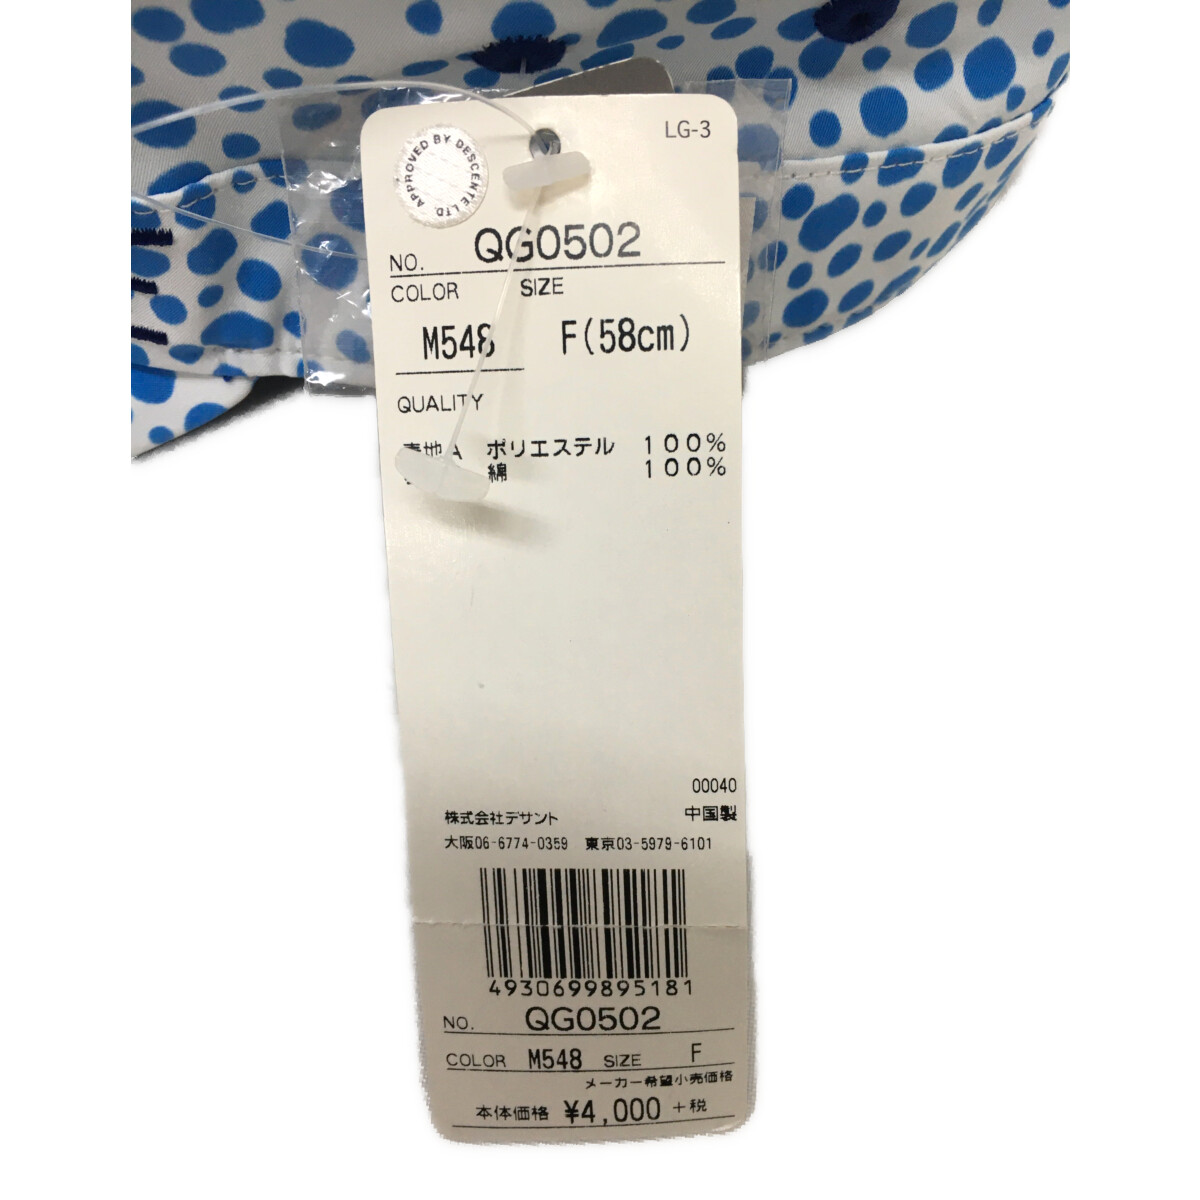 LG-3
APPROVED BY DESCENTE LTD.
NO. QG0502
COLOR SIZE
M548 F(58cm)
QUALITY
表地A ポリエステル 100%
綿 100%
00040
株式会社デサント 中国製
大阪06-6774-0359 東京03-5979-6101
4930699895181
NO. QG0502
COLOR M548 SIZE F
メーカー希望小売価格
本体価格 ¥4,000 +税